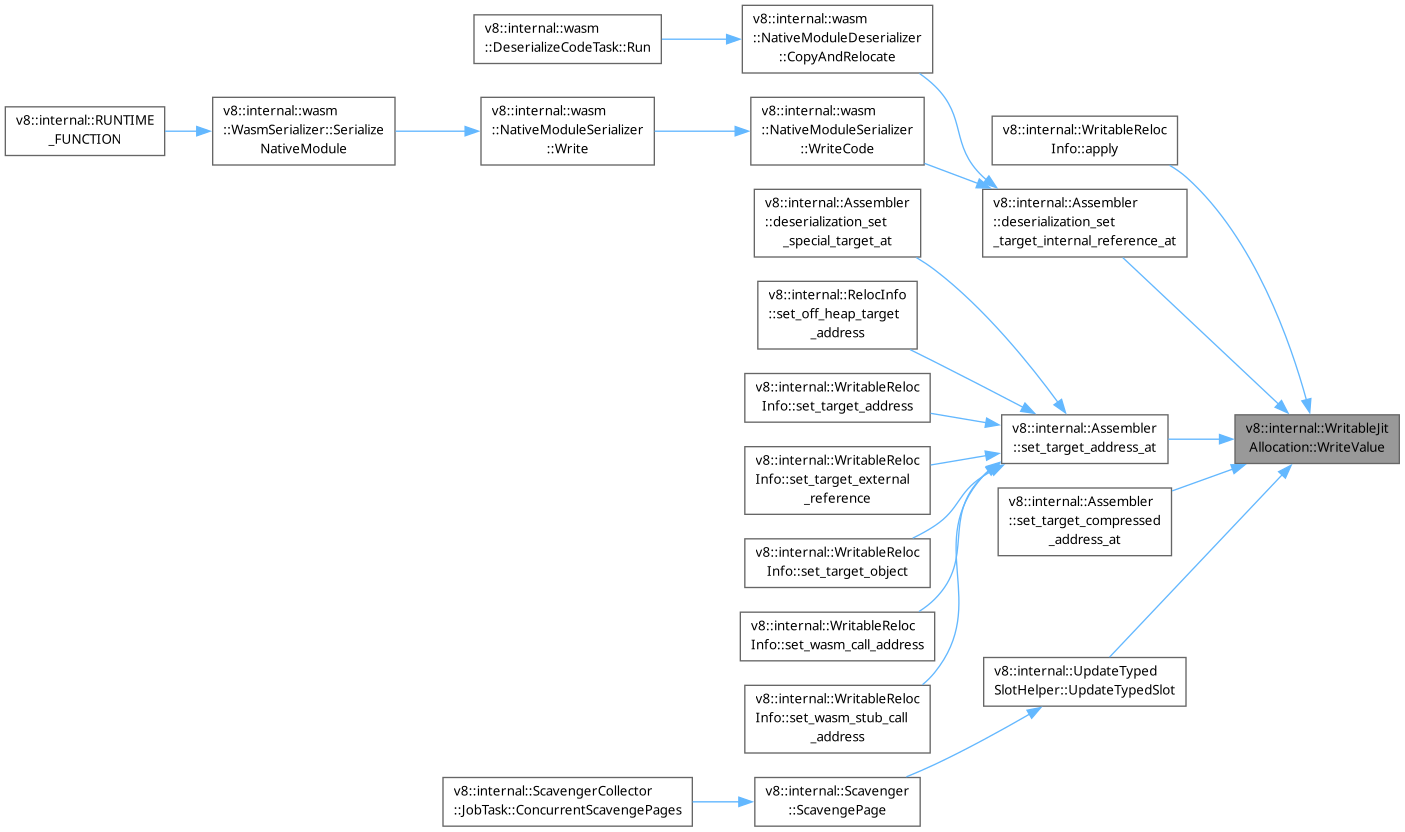 v8::internal::wasm
::DeserializeCodeTask::Run
v8::internal::wasm
::NativeModuleDeserializer
::CopyAndRelocate
v8::internal::RUNTIME
_FUNCTION
v8::internal::wasm
::WasmSerializer::Serialize
NativeModule
v8::internal::wasm
::NativeModuleSerializer
::Write
v8::internal::wasm
::NativeModuleSerializer
::WriteCode
v8::internal::WritableReloc
Info::apply
v8::internal::Assembler
::deserialization_set
_special_target_at
v8::internal::Assembler
::deserialization_set
_target_internal_reference_at
v8::internal::RelocInfo
::set_off_heap_target
_address
v8::internal::WritableReloc
Info::set_target_address
v8::internal::Assembler
::set_target_address_at
v8::internal::WritableJit
Allocation::WriteValue
v8::internal::WritableReloc
Info::set_target_external
_reference
v8::internal::Assembler
::set_target_compressed
_address_at
v8::internal::WritableReloc
Info::set_target_object
v8::internal::WritableReloc
Info::set_wasm_call_address
v8::internal::UpdateTyped
SlotHelper::UpdateTypedSlot
v8::internal::WritableReloc
Info::set_wasm_stub_call
_address
v8::internal::ScavengerCollector
::JobTask::ConcurrentScavengePages
v8::internal::Scavenger
::ScavengePage